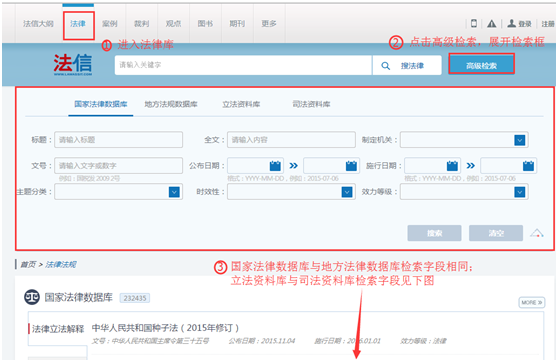 法信大纲 法律 案例 裁判 观点 图书 期刊 更多 登录 注册
① 进入法律库 ② 点击高级检索，展开检索框
法信 请输入关键字 搜法律 高级检索
国家法律数据库 地方法规数据库 立法资料库 司法资料库
标题： 请输入标题 全文： 请输入内容 制定机关：
文号： 请输入文字或数字 公布日期： 施行日期：
例如：国税发 2009 2号 格式：YYYY-MM-DD，例如：2015-07-06 格式：YYYY-MM-DD，例如：2015-07-06
主题分类： 时效性： 效力等级：
搜索 清空
首页 > 法律法规
③ 国家法律数据库与地方法律数据库检索字段相同；
立法资料库与司法资料库检索字段见下图
国家法律数据库 232435 MORE »
法律立法解释 中华人民共和国种子法（2015年修订）
文号：中华人民共和国主席令第三十五号 公布日期：2015.11.04 施行日期：2016.01.01 效力等级：法律